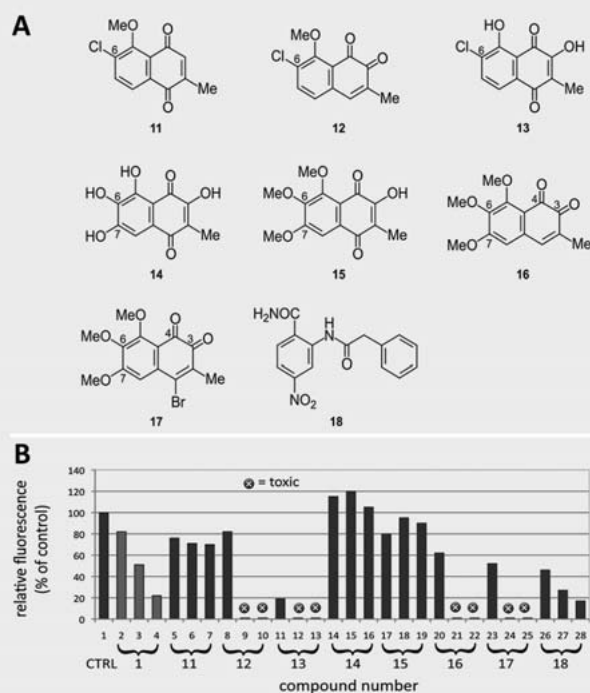 A
MeO
O
Cl
6
Me
O
11
MeO
O
Cl
6
O
Me
12
HO
O
Cl
6
OH
Me
O
13
HO
O
HO
6
OH
HO
7
Me
O
14
MeO
O
MeO
6
OH
MeO
7
Me
O
15
MeO
O
MeO
6
4
3
O
MeO
7
Me
16
MeO
O
MeO
6
4
3
O
MeO
7
Me
Br
17
H2NOC
H
N
O
NO2
18
B
relative fluorescence
(% of control)
140
120
100
80
60
40
20
0
= toxic
1 2 3 4 5 6 7 8 9 10 11 12 13 14 15 16 17 18 19 20 21 22 23 24 25 26 27 28
CTRL 1 11 12 13 14 15 16 17 18
compound number